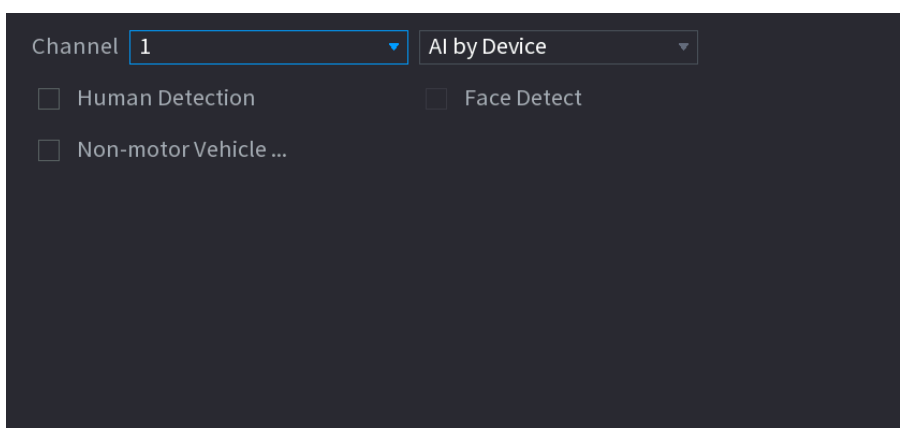 Channel 1 AI by Device
Human Detection Face Detect
Non-motor Vehicle ...